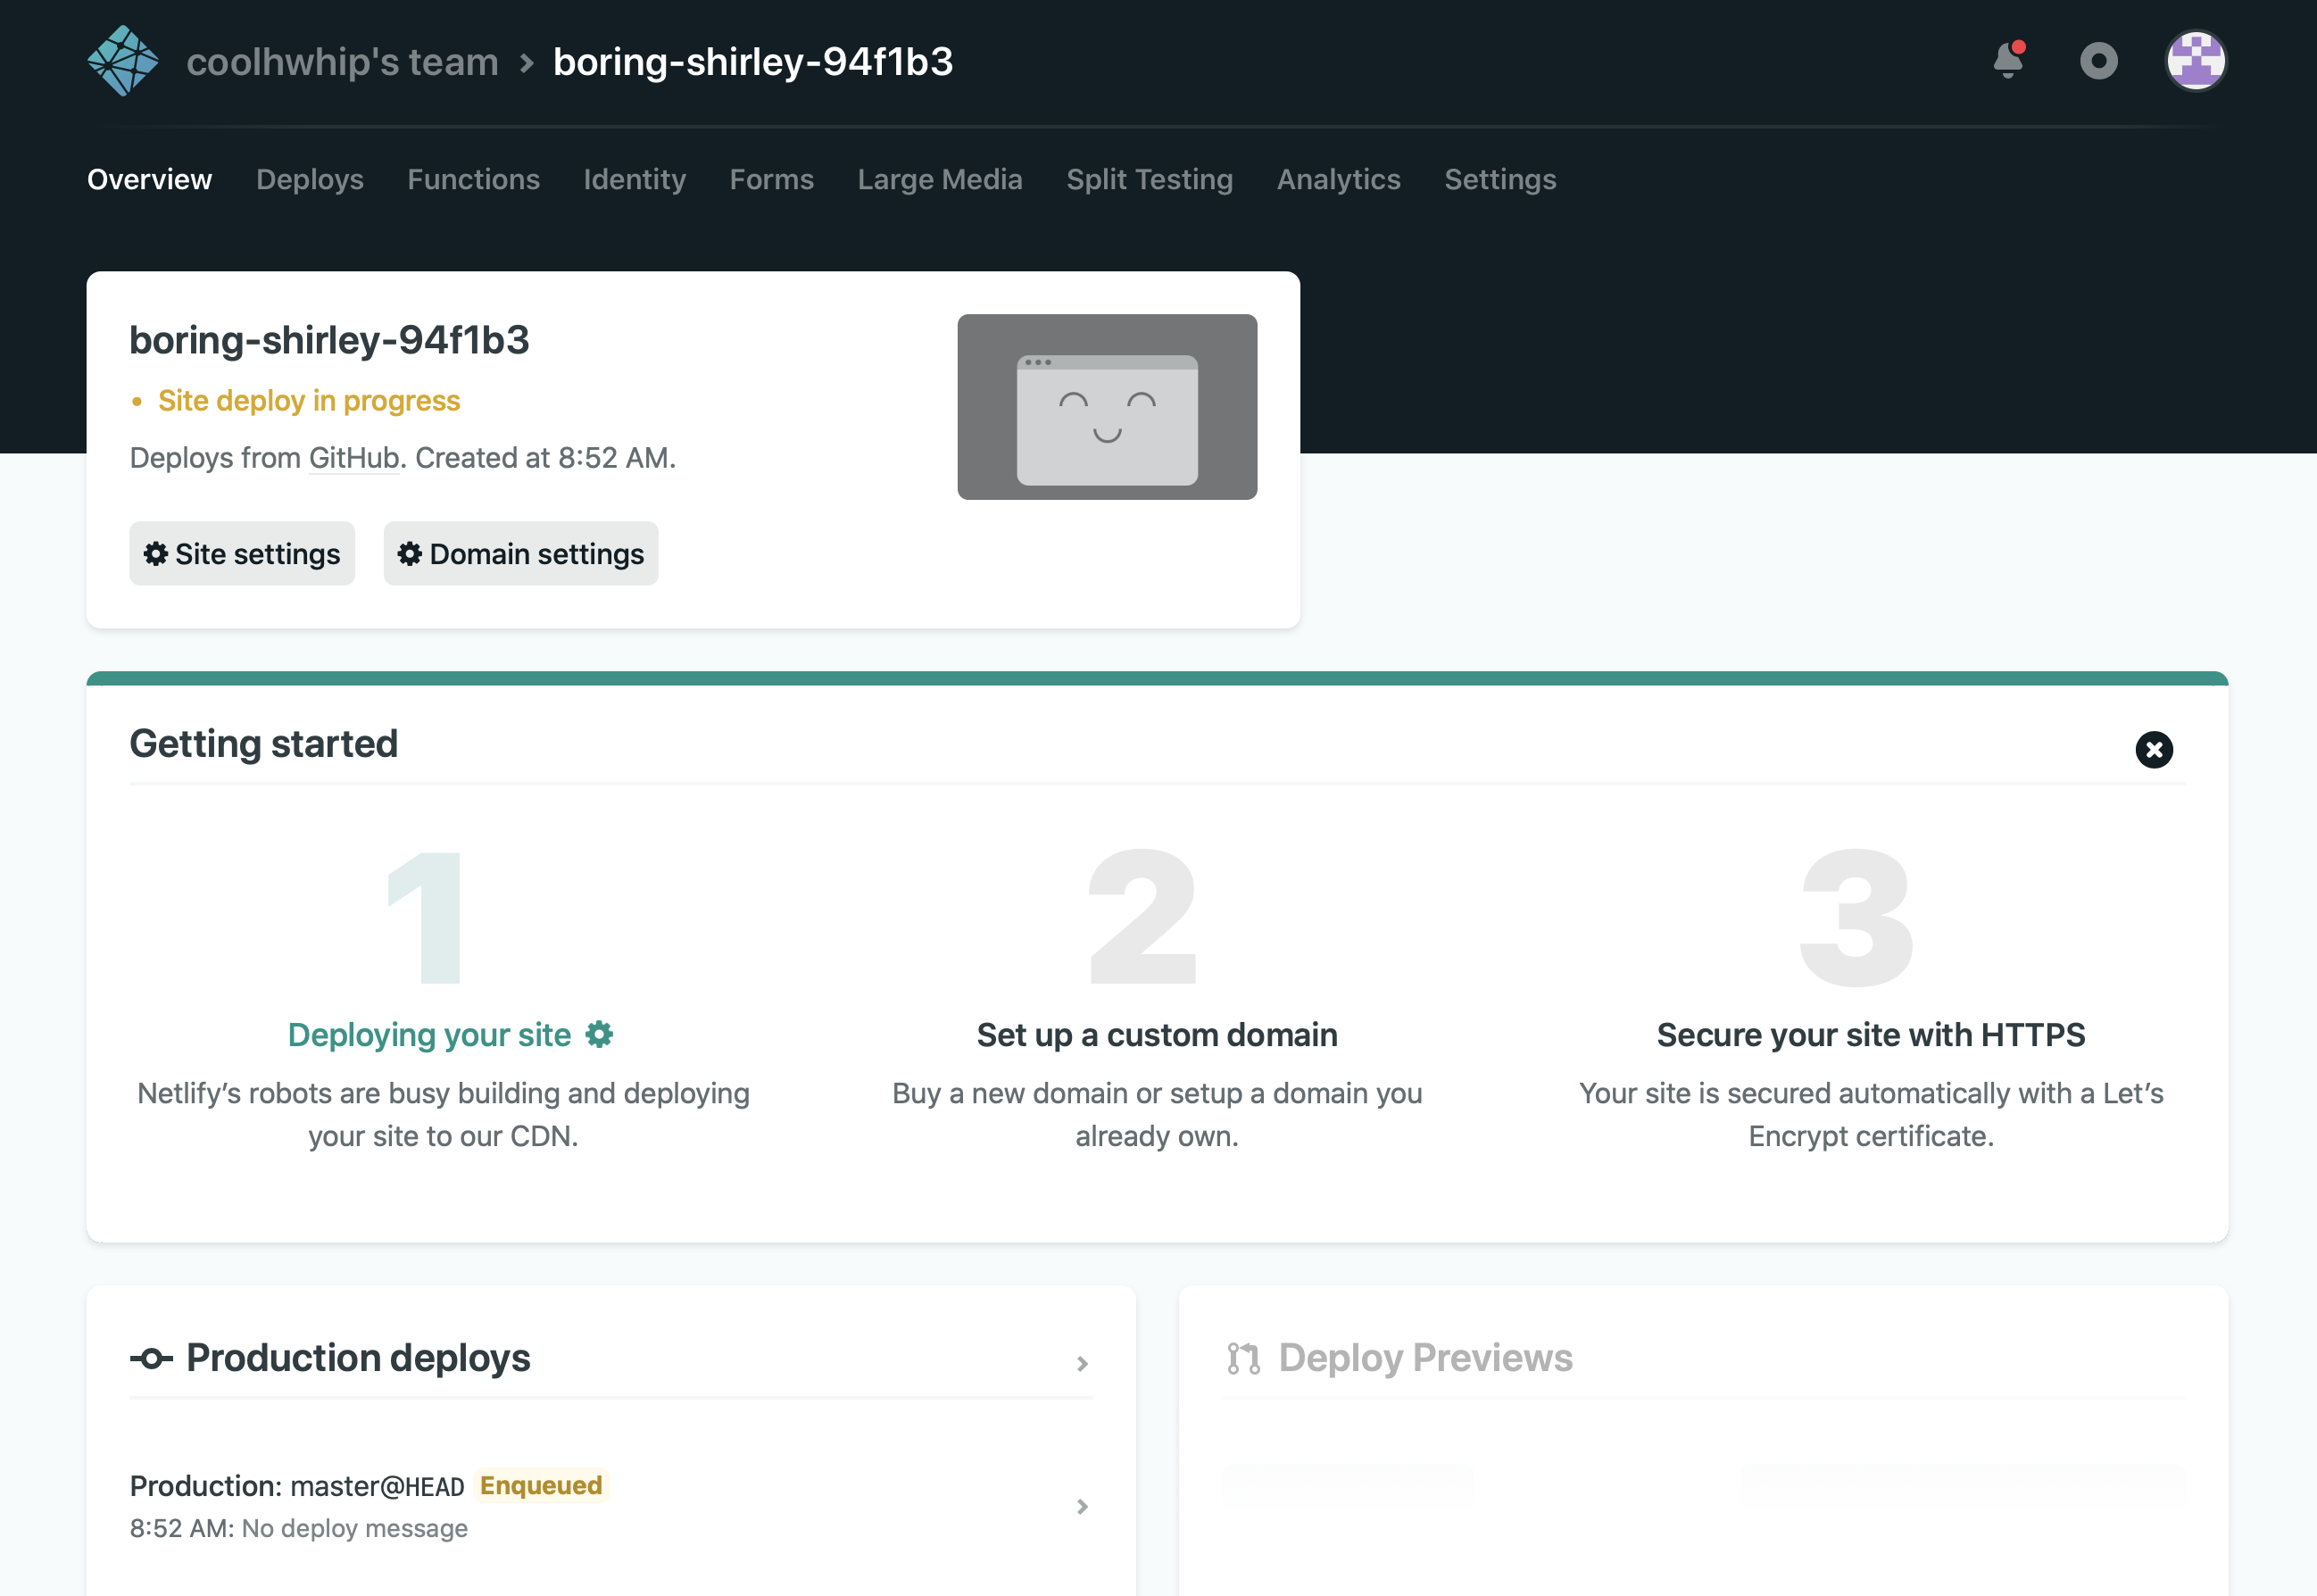 coolhwhip's team > boring-shirley-94f1b3
Overview Deploys Functions Identity Forms Large Media Split Testing Analytics Settings
boring-shirley-94f1b3
• Site deploy in progress
Deploys from GitHub. Created at 8:52 AM.
Site settings Domain settings
Getting started
1
Deploying your site
Netlify’s robots are busy building and deploying
your site to our CDN.
2
Set up a custom domain
Buy a new domain or setup a domain you
already own.
3
Secure your site with HTTPS
Your site is secured automatically with a Let’s
Encrypt certificate.
Production deploys
Production: master@HEAD Enqueued
8:52 AM: No deploy message
Deploy Previews